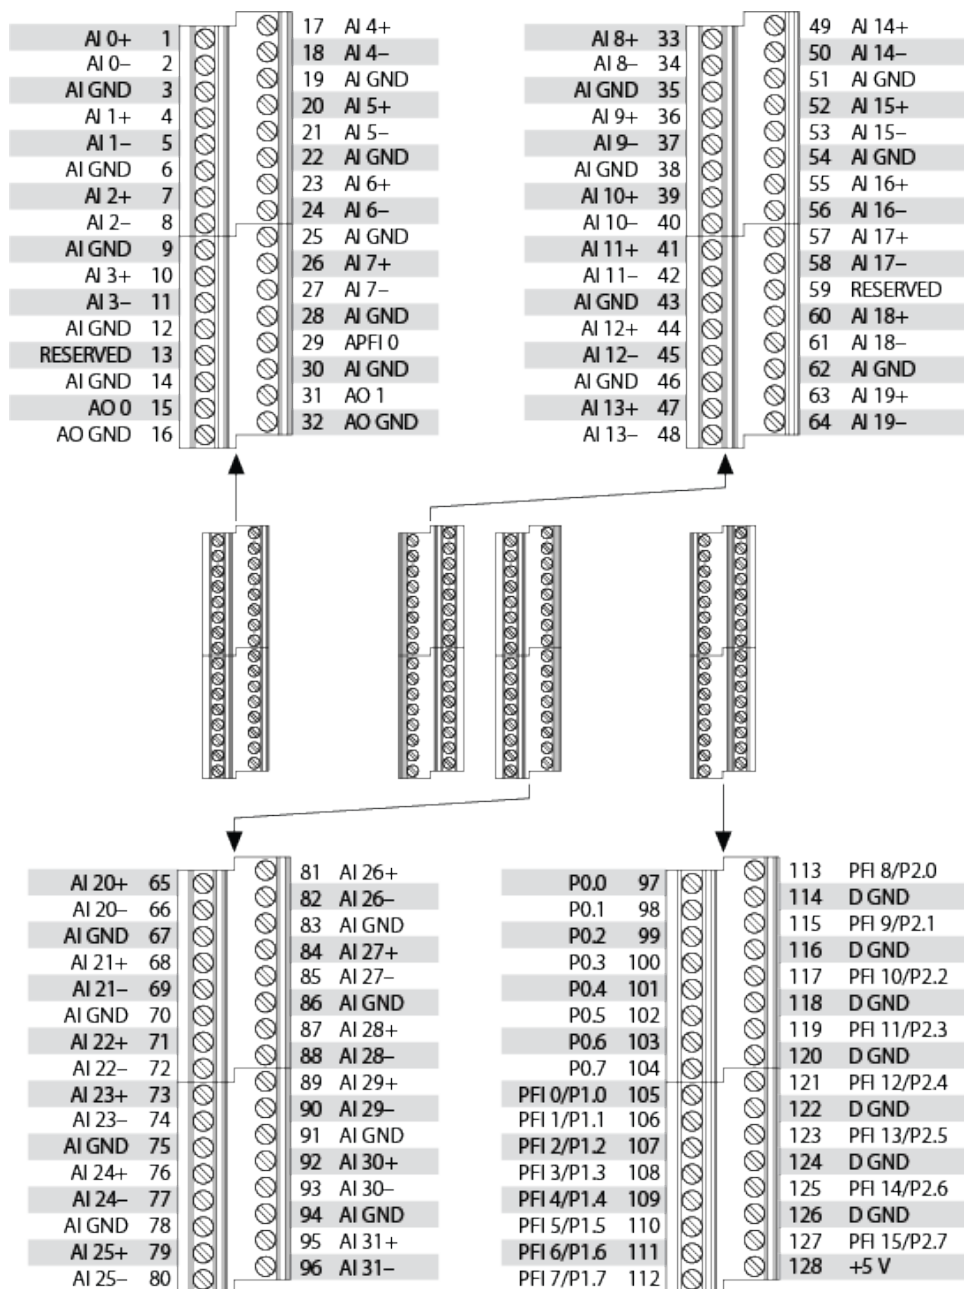 AI 0+ 1
AI 0– 2
AI GND 3
AI 1+ 4
AI 1– 5
AI GND 6
AI 2+ 7
AI 2– 8
AI GND 9
AI 3+ 10
AI 3– 11
AI GND 12
RESERVED 13
AI GND 14
AO 0 15
AO GND 16
17 AI 4+
18 AI 4–
19 AI GND
20 AI 5+
21 AI 5–
22 AI GND
23 AI 6+
24 AI 6–
25 AI GND
26 AI 7+
27 AI 7–
28 AI GND
29 APFI 0
30 AI GND
31 AO 1
32 AO GND
AI 8+ 33
AI 8– 34
AI GND 35
AI 9+ 36
AI 9– 37
AI GND 38
AI 10+ 39
AI 10– 40
AI 11+ 41
AI 11– 42
AI GND 43
AI 12+ 44
AI 12– 45
AI GND 46
AI 13+ 47
AI 13– 48
49 AI 14+
50 AI 14–
51 AI GND
52 AI 15+
53 AI 15–
54 AI GND
55 AI 16+
56 AI 16–
57 AI 17+
58 AI 17–
59 RESERVED
60 AI 18+
61 AI 18–
62 AI GND
63 AI 19+
64 AI 19–
AI 20+ 65
AI 20– 66
AI GND 67
AI 21+ 68
AI 21– 69
AI GND 70
AI 22+ 71
AI 22– 72
AI 23+ 73
AI 23– 74
AI GND 75
AI 24+ 76
AI 24– 77
AI GND 78
AI 25+ 79
AI 25– 80
81 AI 26+
82 AI 26–
83 AI GND
84 AI 27+
85 AI 27–
86 AI GND
87 AI 28+
88 AI 28–
89 AI 29+
90 AI 29–
91 AI GND
92 AI 30+
93 AI 30–
94 AI GND
95 AI 31+
96 AI 31–
P0.0 97
P0.1 98
P0.2 99
P0.3 100
P0.4 101
P0.5 102
P0.6 103
P0.7 104
PFI 0/P1.0 105
PFI 1/P1.1 106
PFI 2/P1.2 107
PFI 3/P1.3 108
PFI 4/P1.4 109
PFI 5/P1.5 110
PFI 6/P1.6 111
PFI 7/P1.7 112
113 PFI 8/P2.0
114 D GND
115 PFI 9/P2.1
116 D GND
117 PFI 10/P2.2
118 D GND
119 PFI 11/P2.3
120 D GND
121 PFI 12/P2.4
122 D GND
123 PFI 13/P2.5
124 D GND
125 PFI 14/P2.6
126 D GND
127 PFI 15/P2.7
128 +5 V